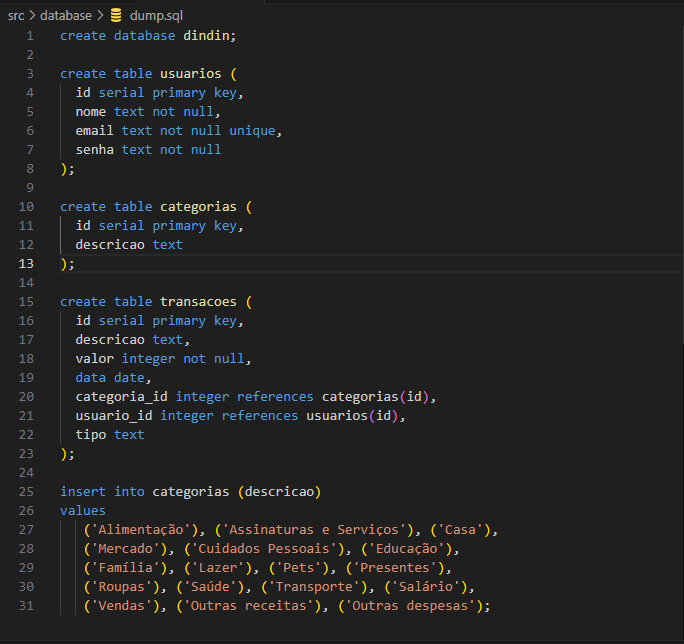 src > database > dump.sql
1 create database dindin;
2
3 create table usuarios (
4 id serial primary key,
5 nome text not null,
6 email text not null unique,
7 senha text not null
8 );
9
10 create table categorias (
11 id serial primary key,
12 descricao text
13 );
14
15 create table transacoes (
16 id serial primary key,
17 descricao text,
18 valor integer not null,
19 data date,
20 categoria_id integer references categorias(id),
21 usuario_id integer references usuarios(id),
22 tipo text
23 );
24
25 insert into categorias (descricao)
26 values
27 ('Alimentação'), ('Assinaturas e Serviços'), ('Casa'),
28 ('Mercado'), ('Cuidados Pessoais'), ('Educação'),
29 ('Família'), ('Lazer'), ('Pets'), ('Presentes'),
30 ('Roupas'), ('Saúde'), ('Transporte'), ('Salário'),
31 ('Vendas'), ('Outras receitas'), ('Outras despesas');